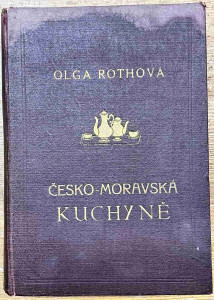 OLGA ROTHOVA
ČESKO-MORAVSKÁ
KUCHYNĚ